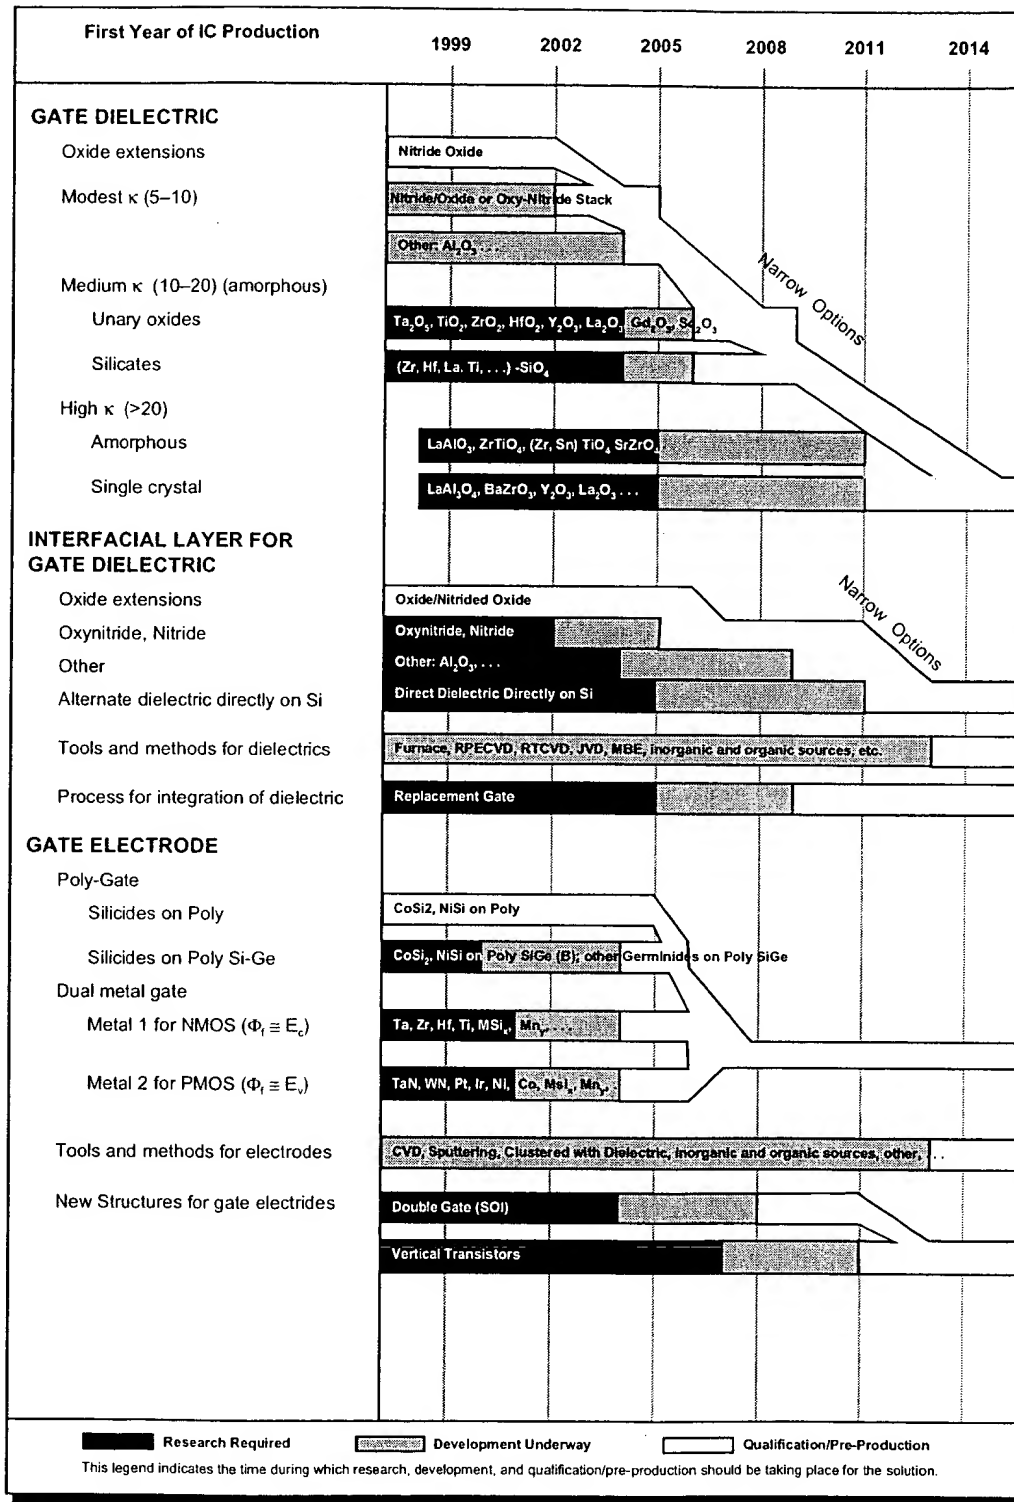 First Year of IC Production
1999 2002 2005 2008 2011 2014
GATE DIELECTRIC
Oxide extensions
Nitride Oxide
Modest κ (5–10)
Nitride/Oxide or Oxy-Nitride Stack
Other: Al₂O₃ . . .
Narrow Options
Medium κ (10–20) (amorphous)
Unary oxides
Ta₂O₅, TiO₂, ZrO₂, HfO₂, Y₂O₃, La₂O₃ Gd₂O₃, Sc₂O₃
Silicates
(Zr, Hf, La. Ti, . . .) -SiO₄
High κ (>20)
Amorphous
LaAlO₃, ZrTiO₄, (Zr, Sn) TiO₄ SrZrO₄
Single crystal
LaAl₃O₄, BaZrO₃, Y₂O₃, La₂O₃ . . .
INTERFACIAL LAYER FOR
GATE DIELECTRIC
Oxide extensions
Oxide/Nitrided Oxide
Narrow Options
Oxynitride, Nitride
Oxynitride, Nitride
Other
Other: Al₂O₃, . . .
Alternate dielectric directly on Si
Direct Dielectric Directly on Si
Tools and methods for dielectrics
Furnace, RPECVD, RTCVD, JVD, MBE, inorganic and organic sources, etc.
Process for integration of dielectric
Replacement Gate
GATE ELECTRODE
Poly-Gate
Silicides on Poly
CoSi2, NiSi on Poly
Silicides on Poly Si-Ge
CoSi₂, NiSi on Poly SiGe (B); other Germinides on Poly SiGe
Dual metal gate
Metal 1 for NMOS (Φf ≅ Ec)
Ta, Zr, Hf, Ti, MSiₓ, Mnᵧ, . . .
Metal 2 for PMOS (Φf ≅ Ev)
TaN, WN, Pt, Ir, Ni, Co, MsIₓ, Mnᵧ,
Tools and methods for electrodes
CVD, Sputtering, Clustered with Dielectric, inorganic and organic sources, other, . .
New Structures for gate electrides
Double Gate (SOI)
Vertical Transistors
Research Required
Development Underway
Qualification/Pre-Production
This legend indicates the time during which research, development, and qualification/pre-production should be taking place for the solution.